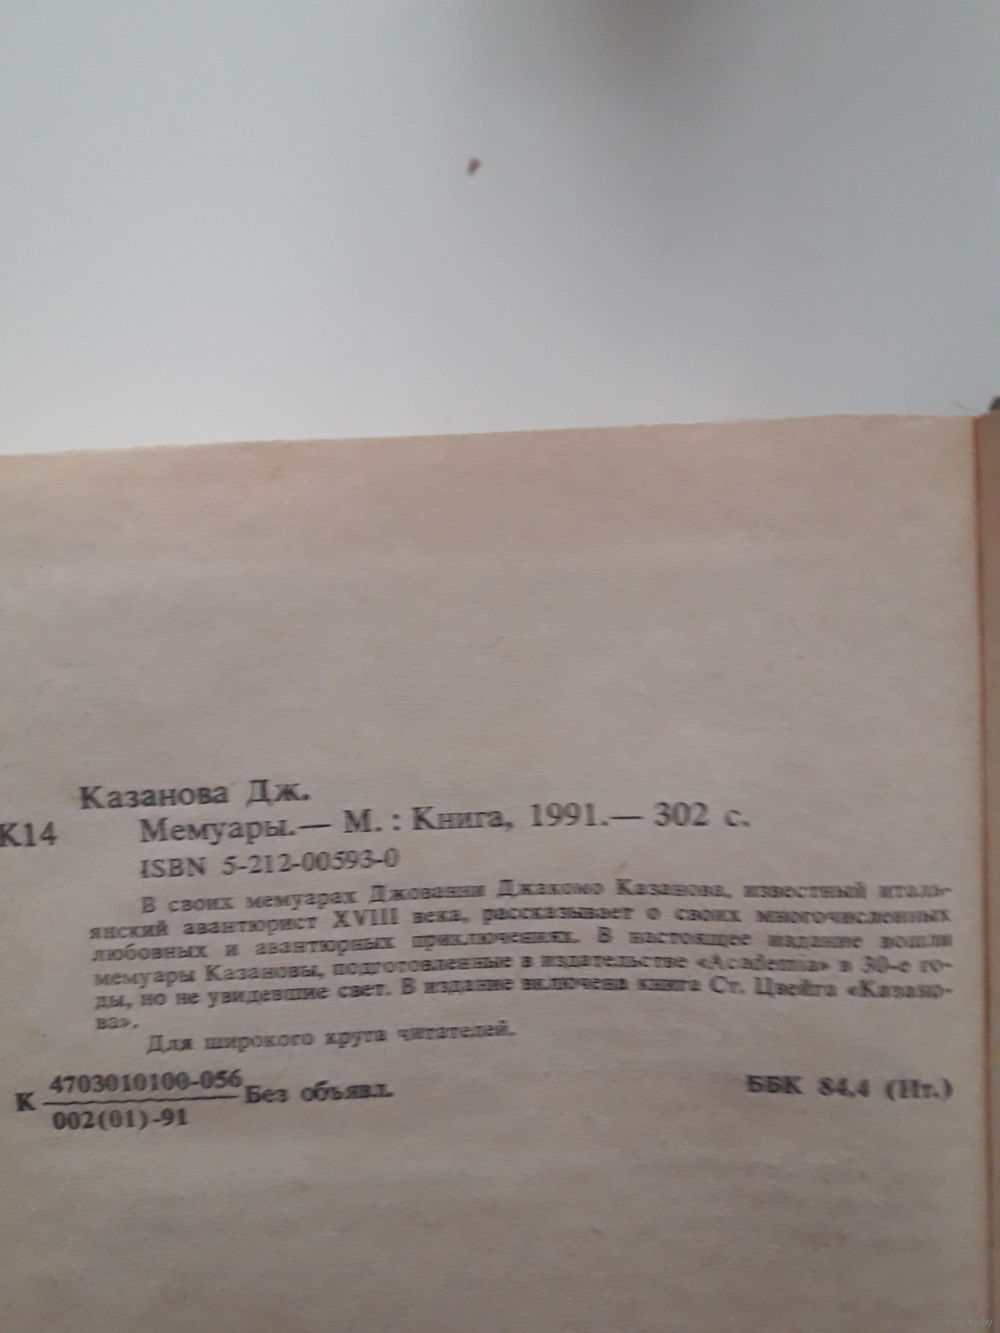 Казанова Дж.
К14 Мемуары.— М. : Книга, 1991.— 302 с.
ISBN 5-212-00593-0
В своих мемуарах Джованни Джакомо Казанова, известный италь-
янский авантюрист XVIII века, рассказывает о своих многочисленных
любовных и авантюрных приключениях. В настоящее издание вошли
мемуары Казановы, подготовленные в издательстве «Academia» в 30-е го-
ды, но не увидевшие свет. В издание включена книга Ст. Цвейга «Казано-
ва».
Для широкого круга читателей.
К 4703010100-056 Без объявл. ББК 84.4 (Ит.)
002(01)-91